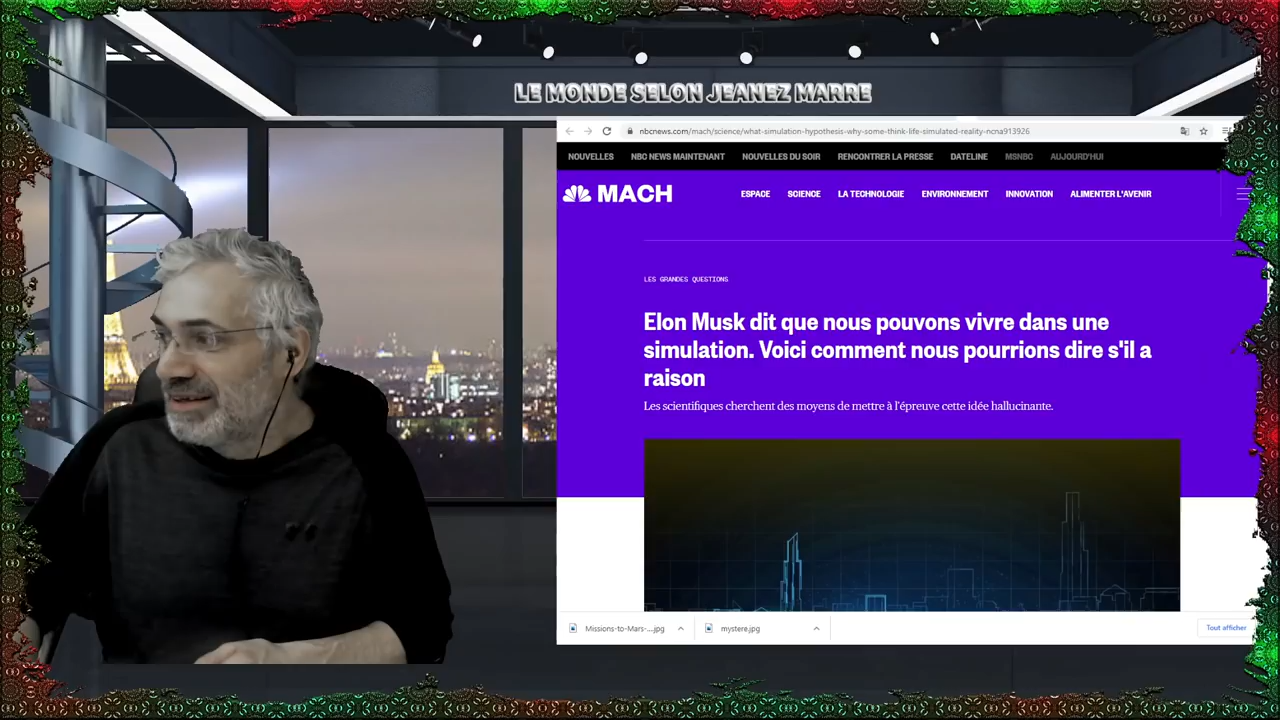 LE MONDE SELON JEANEZ MARRE
nbcnews.com/mach/science/what-simulation-hypothesis-why-some-think-life-simulated-reality-ncna913926
NOUVELLES NBC NEWS MAINTENANT NOUVELLES DU SOIR RENCONTRER LA PRESSE DATELINE MSNBC AUJOURD'HUI
MACH ESPACE SCIENCE LA TECHNOLOGIE ENVIRONNEMENT INNOVATION ALIMENTER L'AVENIR
LES GRANDES QUESTIONS
Elon Musk dit que nous pouvons vivre dans une
simulation. Voici comment nous pourrions dire s'il a
raison
Les scientifiques cherchent des moyens de mettre à l'épreuve cette idée hallucinante.
Missions-to-Mars-....jpg mystere.jpg Tout afficher